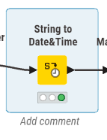 String to
Date&Time
Add comment